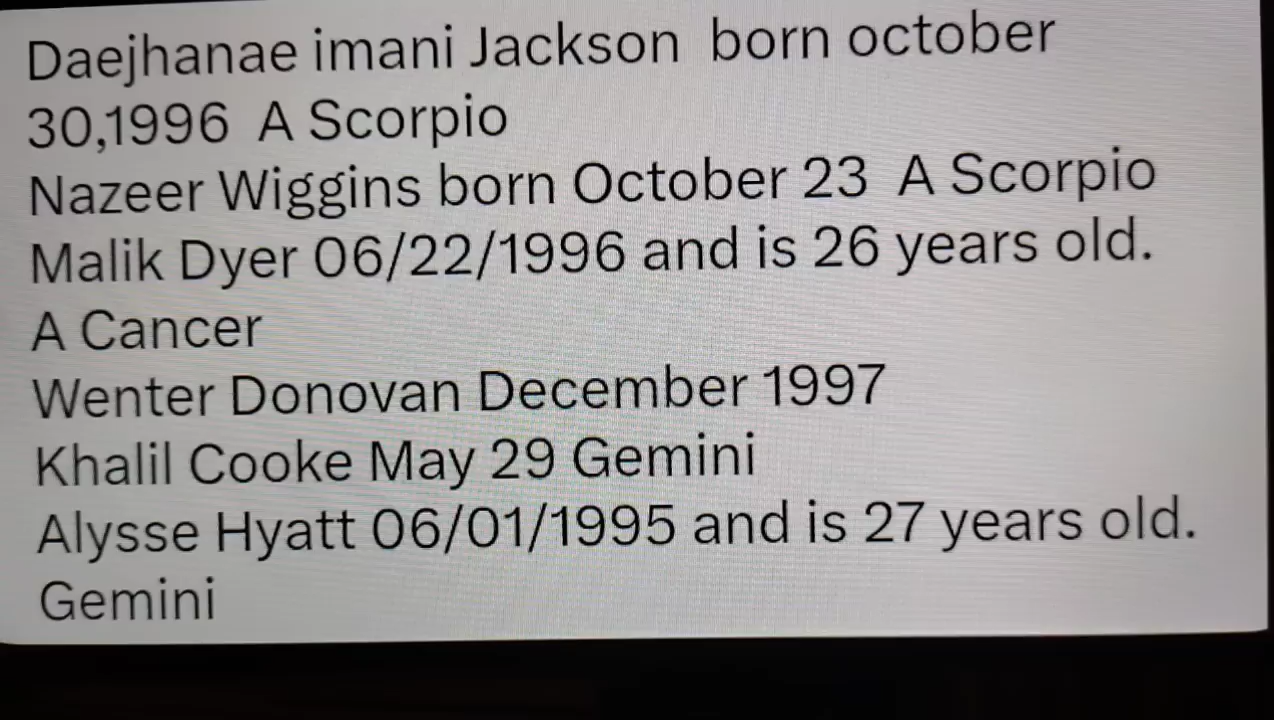 Daejhanae imani Jackson born october
30,1996 A Scorpio
Nazeer Wiggins born October 23 A Scorpio
Malik Dyer 06/22/1996 and is 26 years old.
A Cancer
Wenter Donovan December 1997
Khalil Cooke May 29 Gemini
Alysse Hyatt 06/01/1995 and is 27 years old.
Gemini